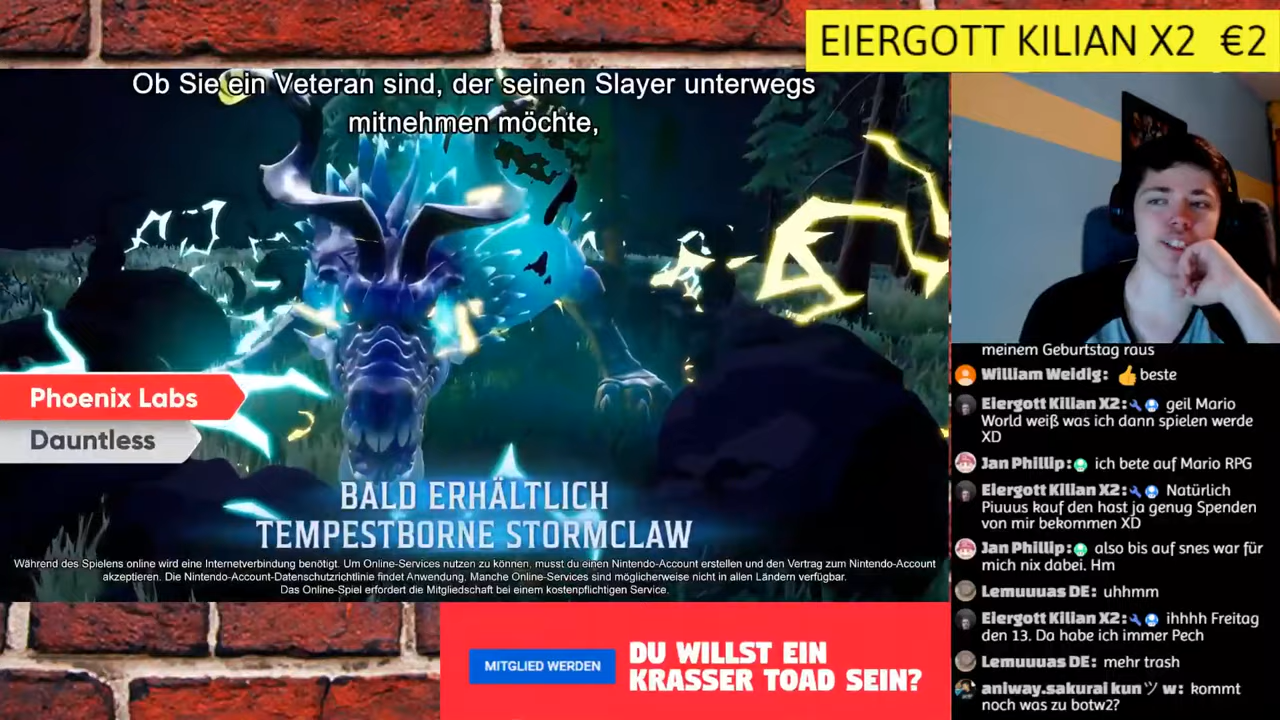 EIERGOTT KILIAN X2 €2
Ob Sie ein Veteran sind, der seinen Slayer unterwegs
mitnehmen möchte,
Phoenix Labs
Dauntless
BALD ERHÄLTLICH
TEMPESTBORNE STORMCLAW
Während des Spielens online wird eine Internetverbindung benötigt. Um Online-Services nutzen zu können, musst du einen Nintendo-Account erstellen und den Vertrag zum Nintendo-Account
akzeptieren. Die Nintendo-Account-Datenschutzrichtlinie findet Anwendung. Manche Online-Services sind möglicherweise nicht in allen Ländern verfügbar.
Das Online-Spiel erfordert die Mitgliedschaft bei einem kostenpflichtigen Service.
MITGLIED WERDEN
DU WILLST EIN
KRASSER TOAD SEIN?
meinem Geburtstag raus
William Weidig: 👍 beste
Eiergott Kilian X2: geil Mario
World weiß was ich dann spielen werde
XD
Jan Phillip: ich bete auf Mario RPG
Eiergott Kilian X2: Natürlich
Piuuus kauf den hast ja genug Spenden
von mir bekommen XD
Jan Phillip: also bis auf snes war für
mich nix dabei. Hm
Lemuuuas DE: uhhmm
Eiergott Kilian X2: ihhhh Freitag
den 13. Da habe ich immer Pech
Lemuuuas DE: mehr trash
aniway.sakurai kunツ w: kommt
noch was zu botw2?